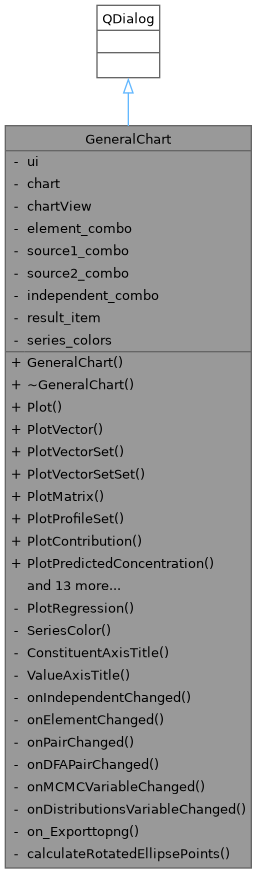 QDialog
GeneralChart
- ui
- chart
- chartView
- element_combo
- source1_combo
- source2_combo
- independent_combo
- result_item
- series_colors
+ GeneralChart()
+ ~GeneralChart()
+ Plot()
+ PlotVector()
+ PlotVectorSet()
+ PlotVectorSetSet()
+ PlotMatrix()
+ PlotProfileSet()
+ PlotContribution()
+ PlotPredictedConcentration()
and 13 more...
- PlotRegression()
- SeriesColor()
- ConstituentAxisTitle()
- ValueAxisTitle()
- onIndependentChanged()
- onElementChanged()
- onPairChanged()
- onDFAPairChanged()
- onMCMCVariableChanged()
- onDistributionsVariableChanged()
- on_Exporttopng()
- calculateRotatedEllipsePoints()